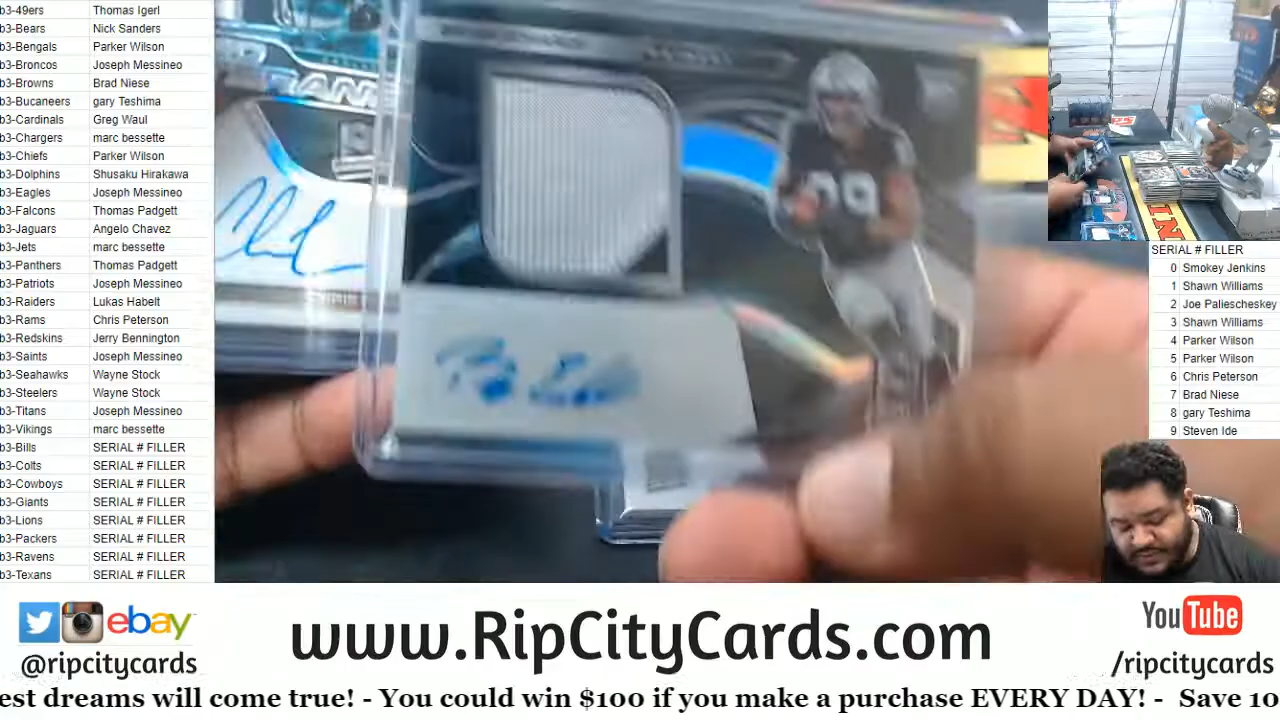 b3-49ers Thomas Igerl
b3-Bears Nick Sanders
b3-Bengals Parker Wilson
b3-Broncos Joseph Messineo
b3-Browns Brad Niese
b3-Bucaneers gary Teshima
b3-Cardinals Greg Waul
b3-Chargers marc bessette
b3-Chiefs Parker Wilson
b3-Dolphins Shusaku Hirakawa
b3-Eagles Joseph Messineo
b3-Falcons Thomas Padgett
b3-Jaguars Angelo Chavez
b3-Jets marc bessette
b3-Panthers Thomas Padgett
b3-Patriots Joseph Messineo
b3-Raiders Lukas Habelt
b3-Rams Chris Peterson
b3-Redskins Jerry Bennington
b3-Saints Joseph Messineo
b3-Seahawks Wayne Stock
b3-Steelers Wayne Stock
b3-Titans Joseph Messineo
b3-Vikings marc bessette
b3-Bills SERIAL # FILLER
b3-Colts SERIAL # FILLER
b3-Cowboys SERIAL # FILLER
b3-Giants SERIAL # FILLER
b3-Lions SERIAL # FILLER
b3-Packers SERIAL # FILLER
b3-Ravens SERIAL # FILLER
b3-Texans SERIAL # FILLER
SERIAL # FILLER
0 Smokey Jenkins
1 Shawn Williams
2 Joe Paliescheskey
3 Shawn Williams
4 Parker Wilson
5 Parker Wilson
6 Chris Peterson
7 Brad Niese
8 gary Teshima
9 Steven Ide
ebay
@ripcitycards
www.RipCityCards.com
YouTube
/ripcitycards
est dreams will come true! - You could win $100 if you make a purchase EVERY DAY! - Save 10